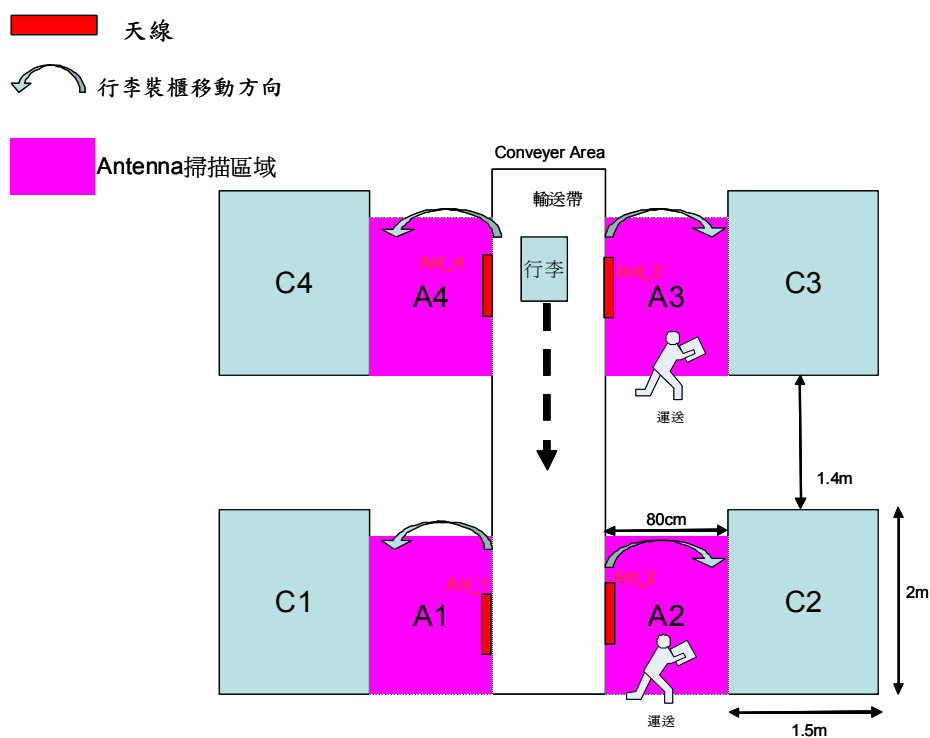 天線
行李裝櫃移動方向
Antenna掃描區域
Conveyer Area
輸送帶
行李
Ant_4
Ant_3
C4
A4
A3
C3
運送
1.4m
80cm
Ant_1
Ant_2
C1
A1
A2
C2
2m
運送
1.5m